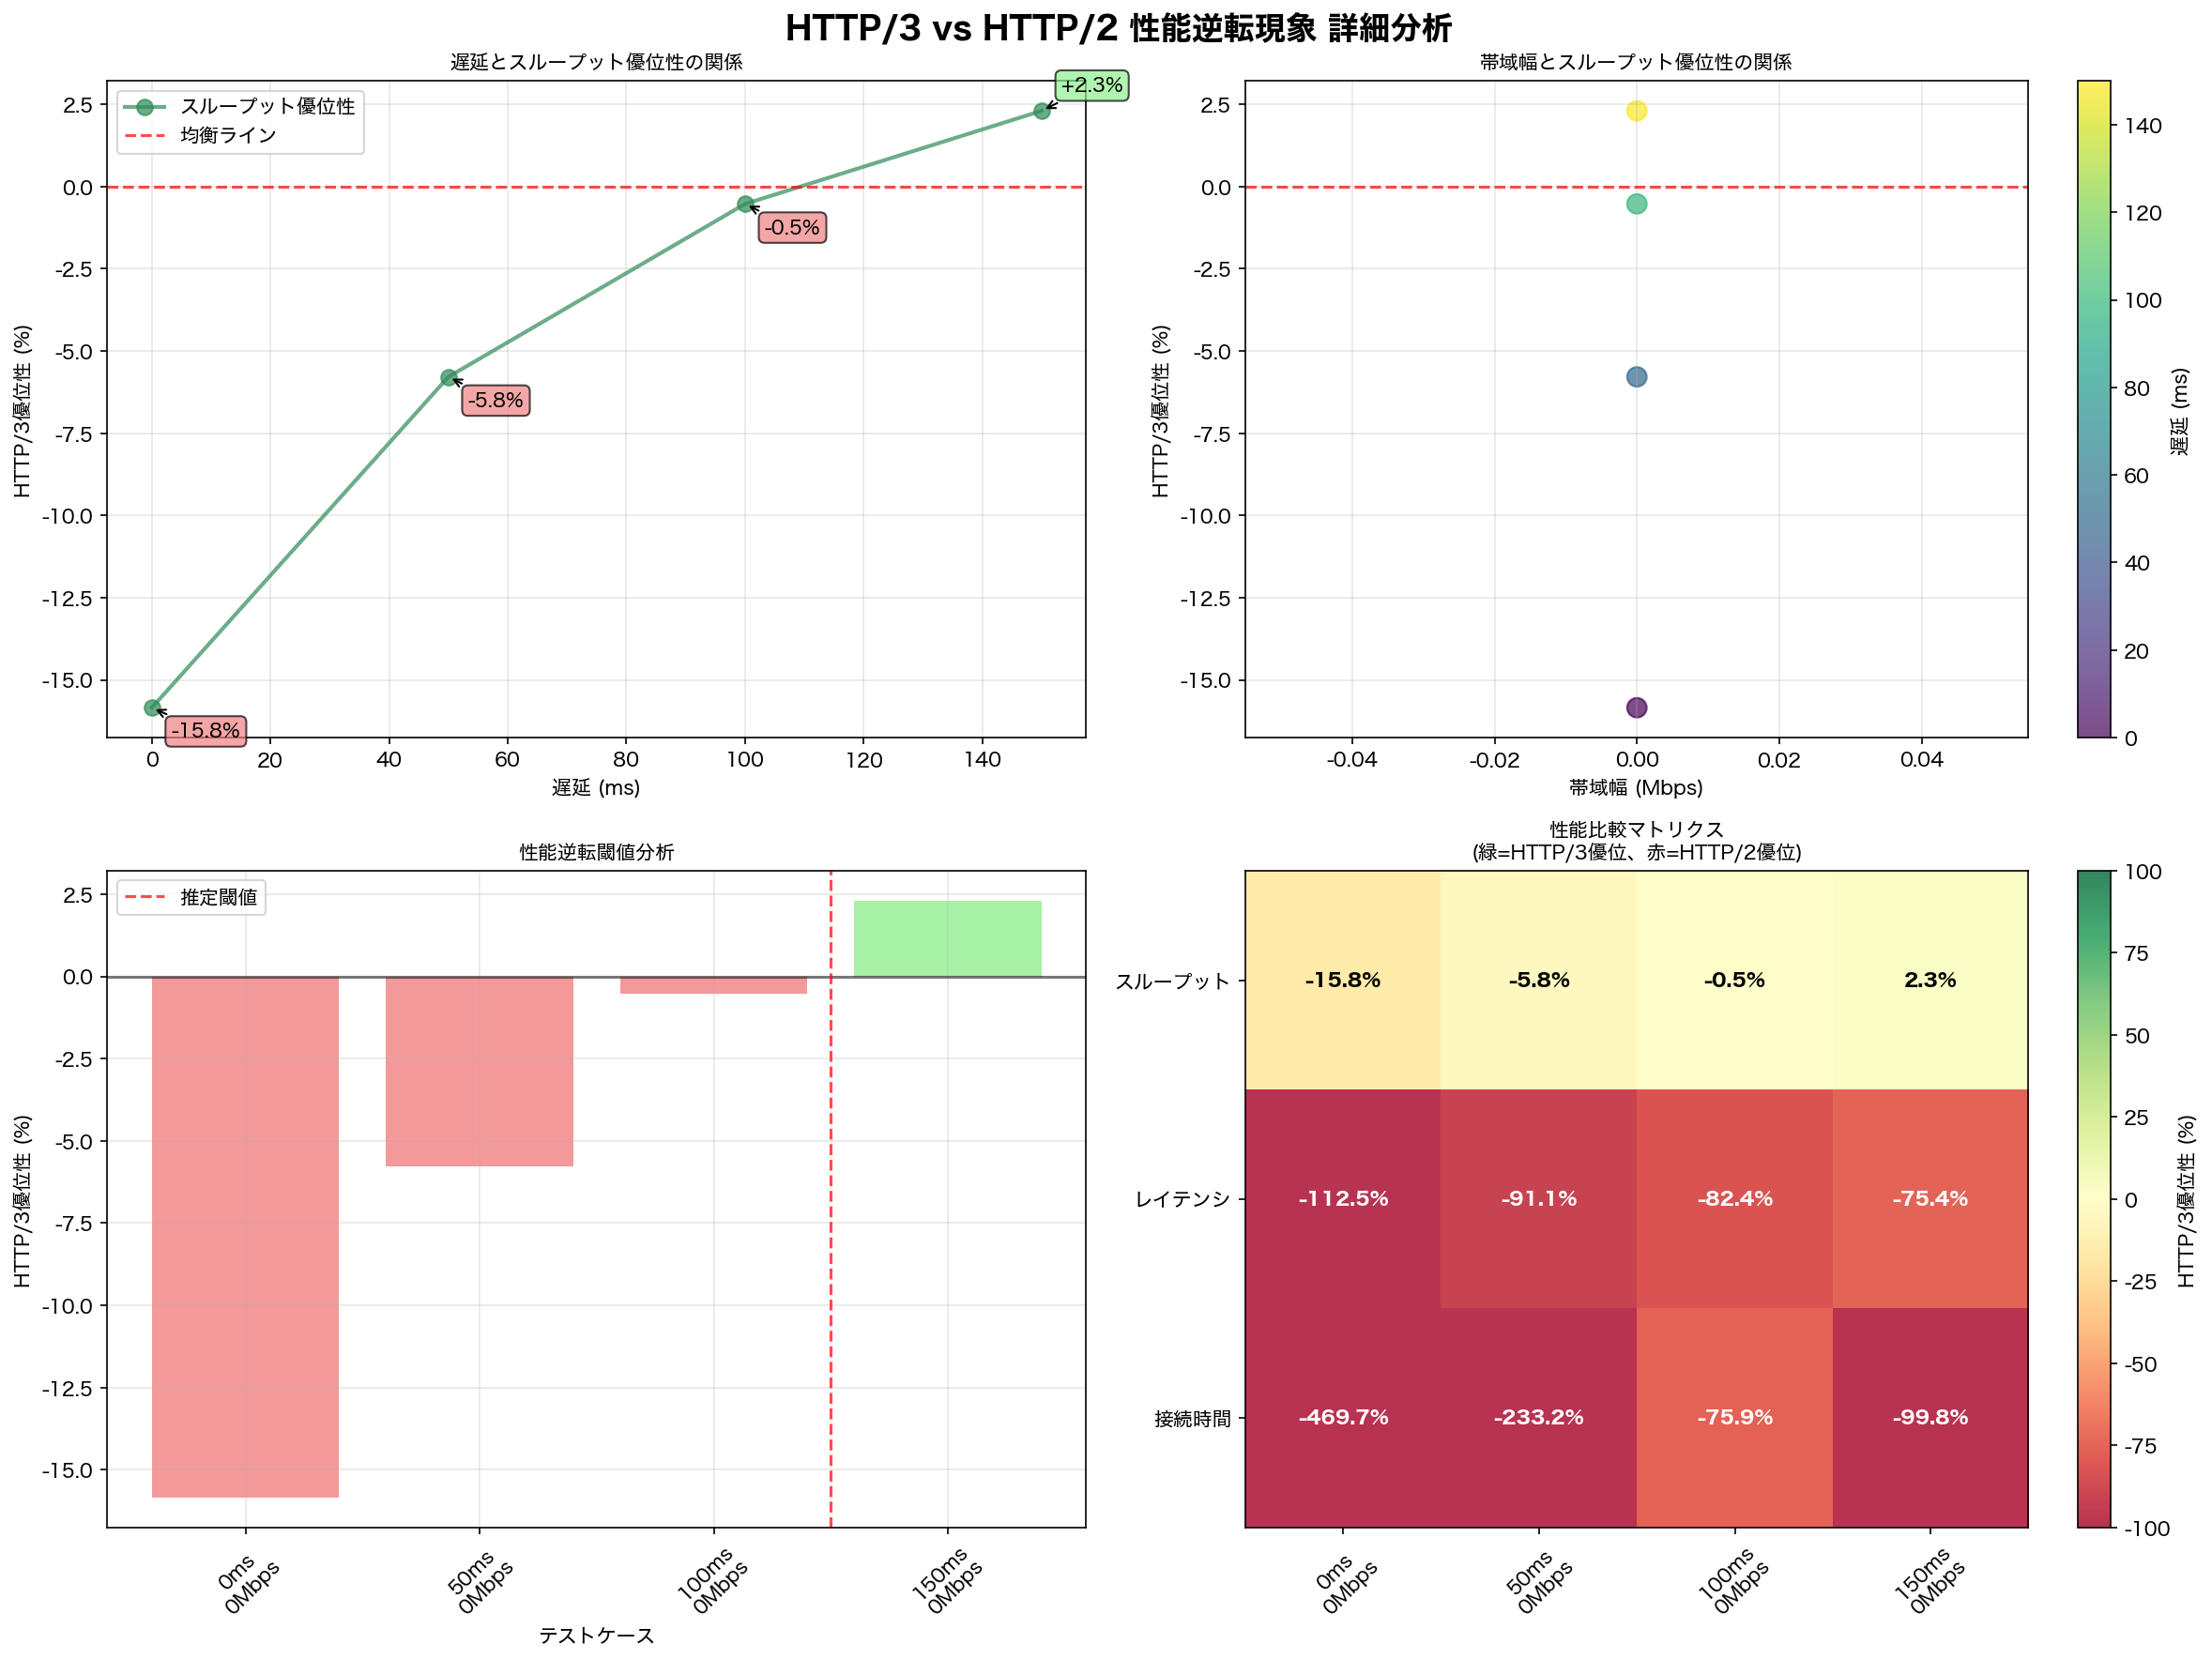 HTTP/3 vs HTTP/2 性能逆転現象 詳細分析
遅延とスループット優位性の関係
スループット優位性
均衡ライン
+2.3%
-0.5%
-5.8%
-15.8%
2.5
0.0
-2.5
-5.0
-7.5
-10.0
-12.5
-15.0
HTTP/3優位性 (%)
0 20 40 60 80 100 120 140
遅延 (ms)
帯域幅とスループット優位性の関係
2.5
0.0
-2.5
-5.0
-7.5
-10.0
-12.5
-15.0
HTTP/3優位性 (%)
-0.04 -0.02 0.00 0.02 0.04
帯域幅 (Mbps)
140
120
100
80
60
40
20
0
遅延 (ms)
性能逆転閾値分析
推定閾値
2.5
0.0
-2.5
-5.0
-7.5
-10.0
-12.5
-15.0
HTTP/3優位性 (%)
0ms
0Mbps
50ms
0Mbps
100ms
0Mbps
150ms
0Mbps
テストケース
性能比較マトリクス
(緑=HTTP/3優位、赤=HTTP/2優位)
スループット -15.8% -5.8% -0.5% 2.3%
レイテンシ -112.5% -91.1% -82.4% -75.4%
接続時間 -469.7% -233.2% -75.9% -99.8%
0ms
0Mbps
50ms
0Mbps
100ms
0Mbps
150ms
0Mbps
100
75
50
25
0
-25
-50
-75
-100
HTTP/3優位性 (%)